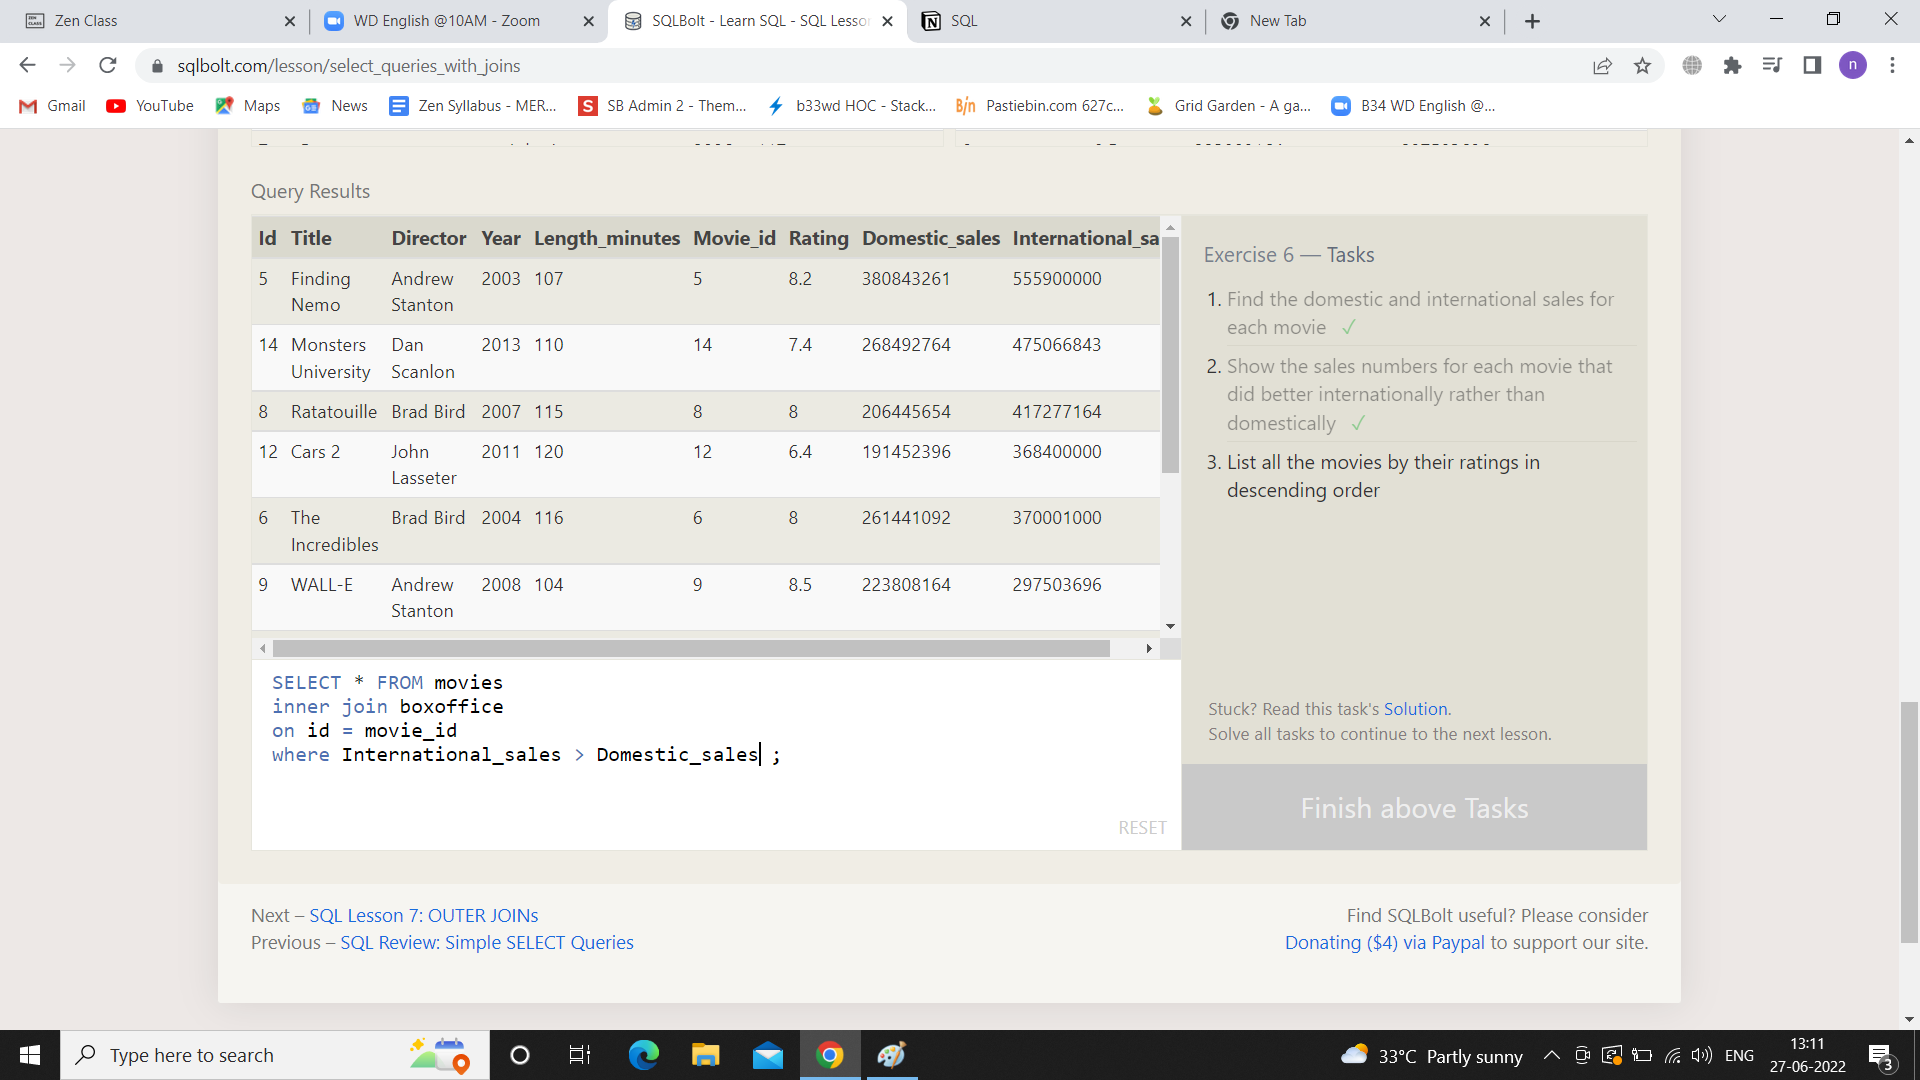 Zen Class
WD English @10AM - Zoom
SQLBolt - Learn SQL - SQL Lesso
SQL
New Tab
sqlbolt.com/lesson/select_queries_with_joins
n
Gmail
YouTube
Maps
News
Zen Syllabus - MER...
SB Admin 2 - Them...
b33wd HOC - Stack...
Pastiebin.com 627c...
Grid Garden - A ga...
B34 WD English @...
Query Results
Id Title Director Year Length_minutes Movie_id Rating Domestic_sales International_sa
5 Finding Nemo Andrew Stanton 2003 107 5 8.2 380843261 555900000
14 Monsters University Dan Scanlon 2013 110 14 7.4 268492764 475066843
8 Ratatouille Brad Bird 2007 115 8 8 206445654 417277164
12 Cars 2 John Lasseter 2011 120 12 6.4 191452396 368400000
6 The Incredibles Brad Bird 2004 116 6 8 261441092 370001000
9 WALL-E Andrew Stanton 2008 104 9 8.5 223808164 297503696
SELECT * FROM movies
inner join boxoffice
on id = movie_id
where International_sales > Domestic_sales ;
RESET
Exercise 6 — Tasks
1. Find the domestic and international sales for
each movie ✓
2. Show the sales numbers for each movie that
did better internationally rather than
domestically ✓
3. List all the movies by their ratings in
descending order
Stuck? Read this task's Solution.
Solve all tasks to continue to the next lesson.
Finish above Tasks
Next – SQL Lesson 7: OUTER JOINs
Previous – SQL Review: Simple SELECT Queries
Find SQLBolt useful? Please consider
Donating ($4) via Paypal to support our site.
Type here to search
33°C Partly sunny
ENG
13:11
27-06-2022
3